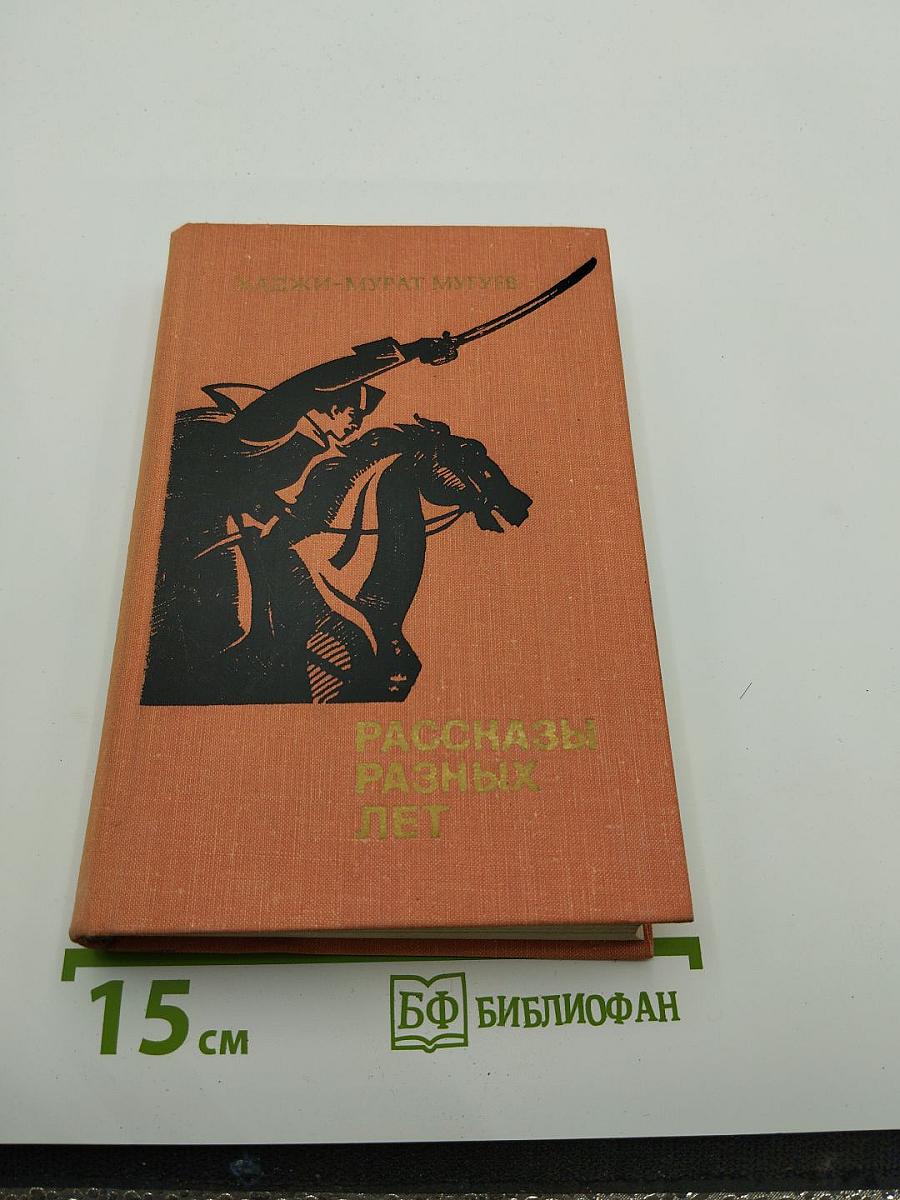 ХАДЖИ-МУРАТ МУГУЕВ
РАССКАЗЫ
РАЗНЫХ
ЛЕТ
15 см
БФ БИБЛИОФАН